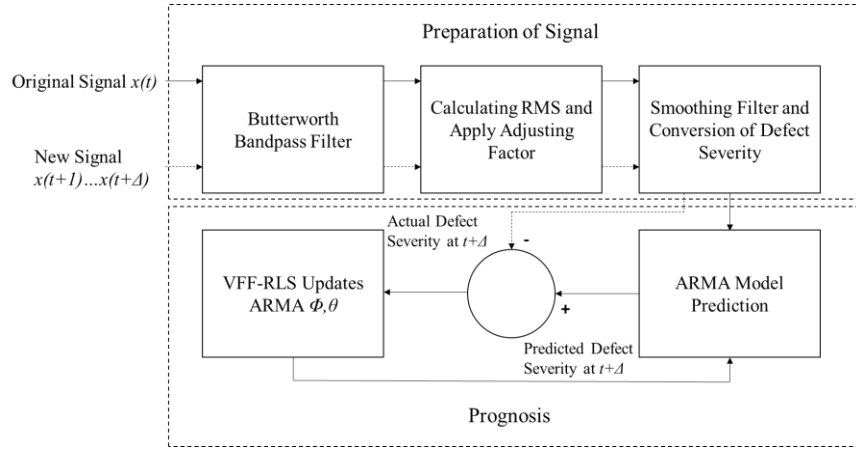 Preparation of Signal
Original Signal x(t)
New Signal
x(t+1)…x(t+Δ)
Butterworth
Bandpass Filter
Calculating RMS and
Apply Adjusting
Factor
Smoothing Filter and
Conversion of Defect
Severity
Actual Defect
Severity at t+Δ
-
VFF-RLS Updates
ARMA Φ,θ
+
ARMA Model
Prediction
Predicted Defect
Severity at t+Δ
Prognosis